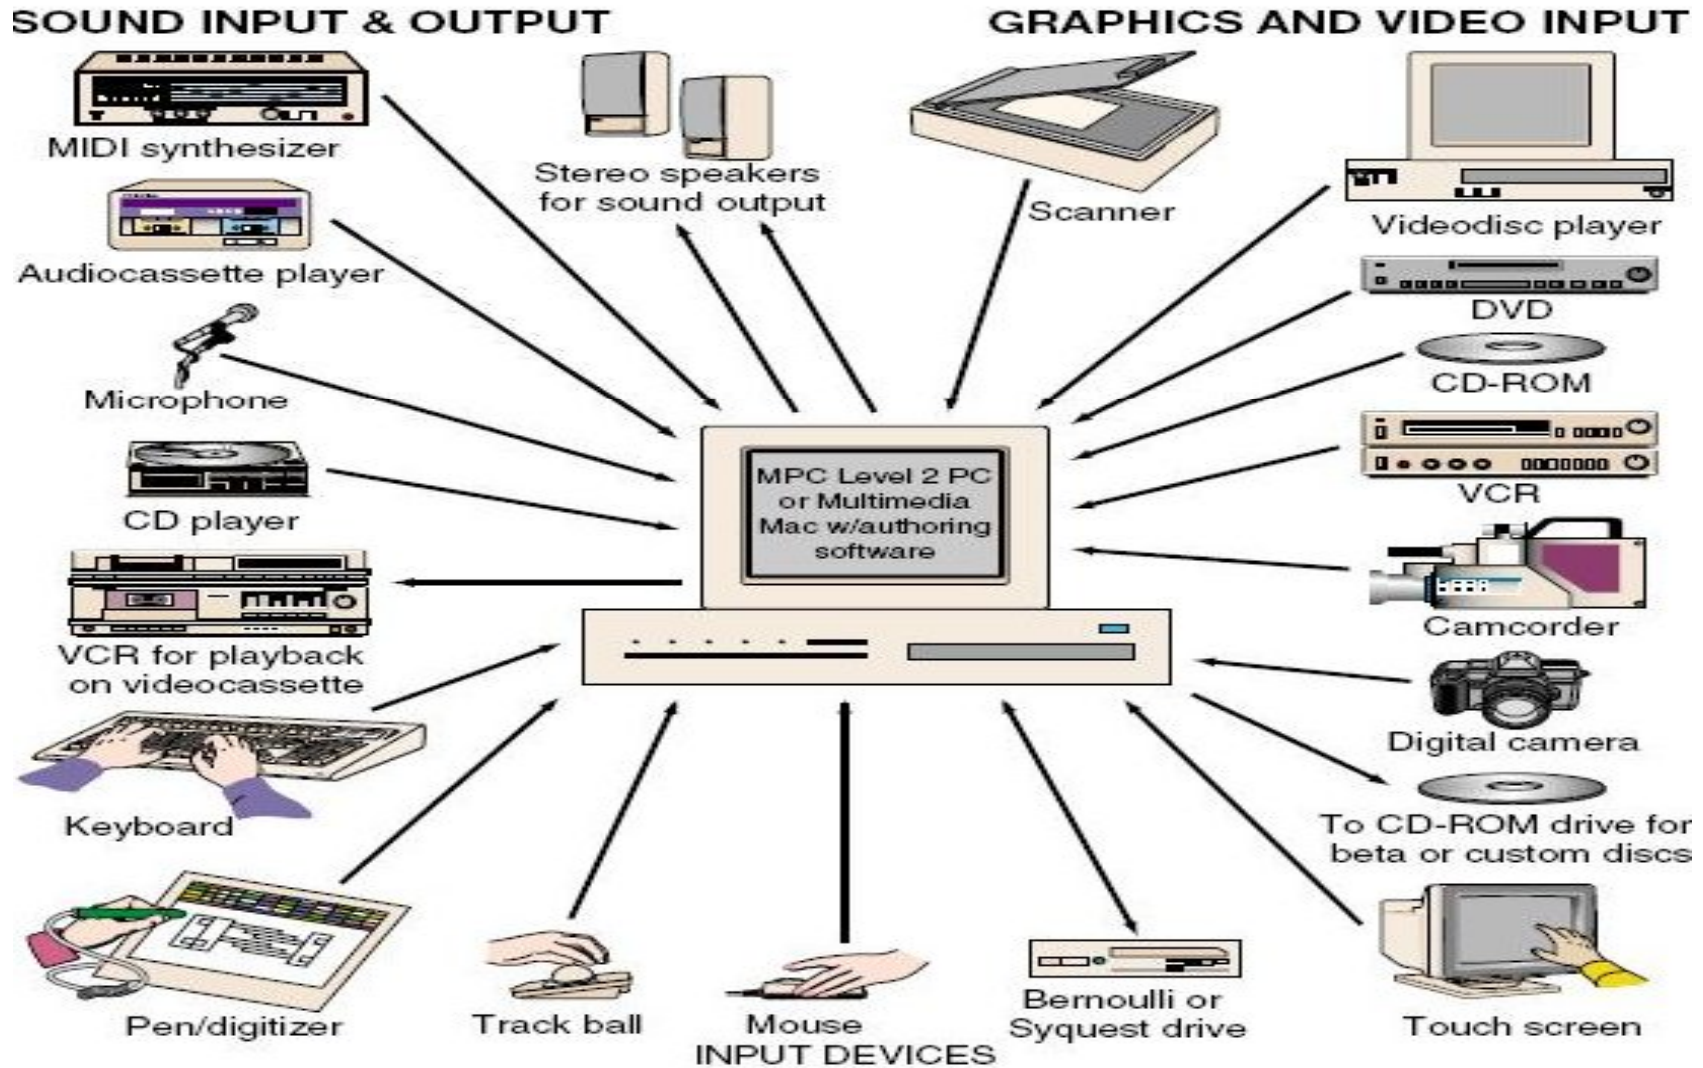 SOUND INPUT & OUTPUT
GRAPHICS AND VIDEO INPUT
MIDI synthesizer
Stereo speakers
for sound output
Scanner
Videodisc player
Audiocassette player
DVD
Microphone
CD-ROM
CD player
VCR
MPC Level 2 PC
or Multimedia
Mac w/authoring
software
VCR for playback
on videocassette
Camcorder
Digital camera
Keyboard
To CD-ROM drive for
beta or custom discs
Pen/digitizer
Track ball
Mouse
Bernoulli or
Syquest drive
Touch screen
INPUT DEVICES